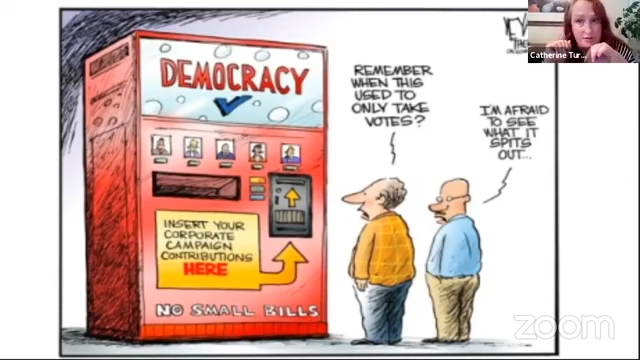 DEMOCRACY
REMEMBER
WHEN THIS
USED TO
ONLY TAKE
VOTES?
I'M AFRAID
TO SEE
WHAT IT
SPITS
OUT...
INSERT YOUR
CORPORATE
CAMPAIGN
CONTRIBUTIONS
HERE
NO SMALL BILLS
Catherine Tur...
zoom